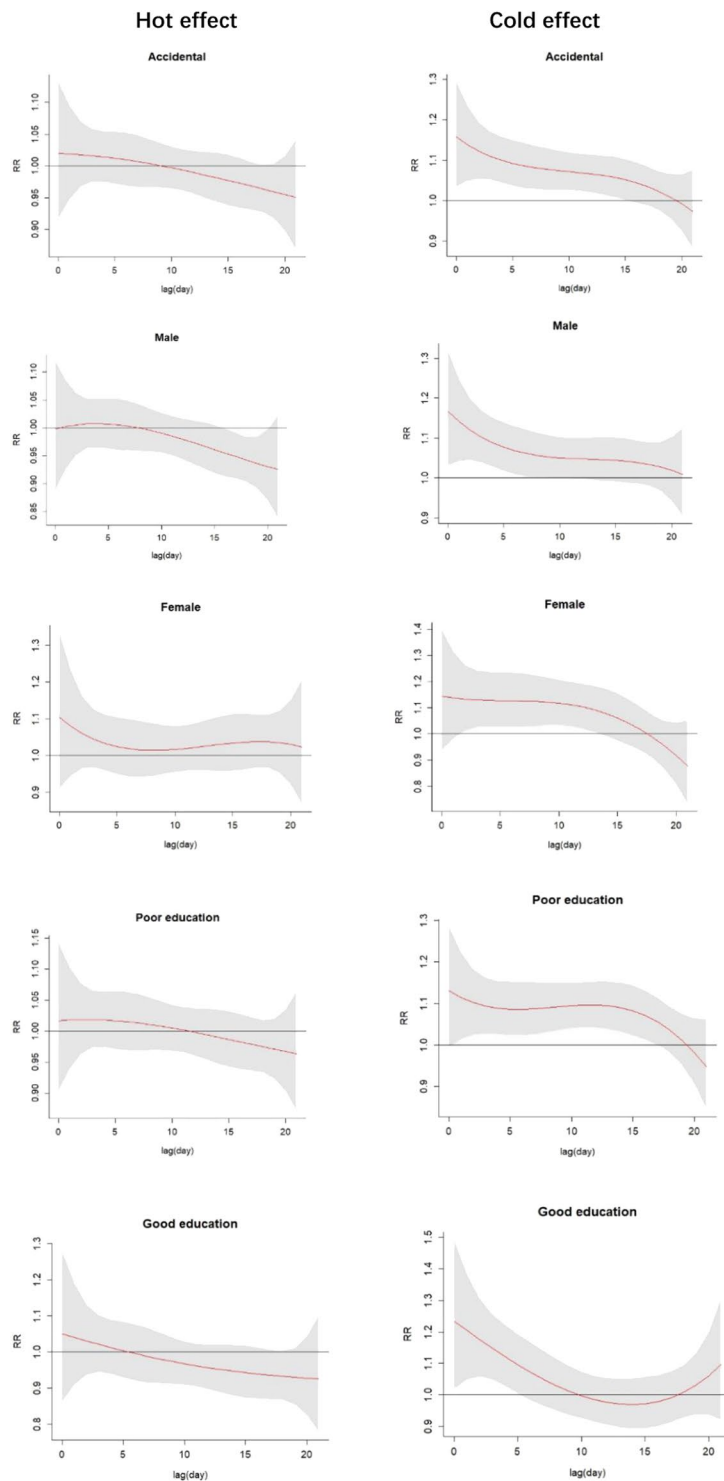 Hot effect
Cold effect
Accidental
RR
0.90 0.95 1.00 1.05 1.10
0 5 10 15 20
lag(day)
Accidental
RR
0.9 1.0 1.1 1.2 1.3
0 5 10 15 20
lag(day)
Male
RR
0.85 0.90 0.95 1.00 1.05 1.10
0 5 10 15 20
lag(day)
Male
RR
0.9 1.0 1.1 1.2 1.3
0 5 10 15 20
lag(day)
Female
RR
0.9 1.0 1.1 1.2 1.3
0 5 10 15 20
lag(day)
Female
RR
0.8 0.9 1.0 1.1 1.2 1.3 1.4
0 5 10 15 20
lag(day)
Poor education
RR
0.90 0.95 1.00 1.05 1.10 1.15
0 5 10 15 20
lag(day)
Poor education
RR
0.9 1.0 1.1 1.2 1.3
0 5 10 15 20
lag(day)
Good education
RR
0.8 0.9 1.0 1.1 1.2 1.3
0 5 10 15 20
lag(day)
Good education
RR
0.9 1.0 1.1 1.2 1.3 1.4 1.5
0 5 10 15 20
lag(day)